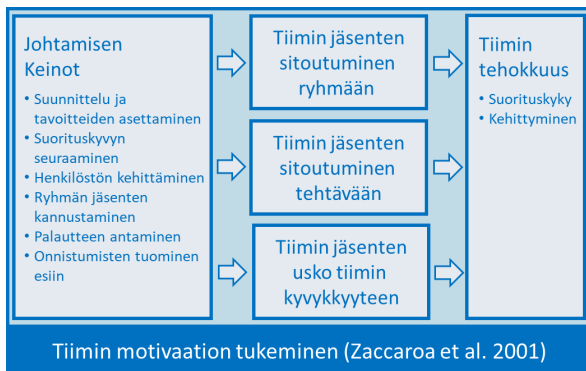 Johtamisen
Keinot
• Suunnittelu ja
tavoitteiden asettaminen
• Suorituskyvyn
seuraaminen
• Henkilöstön kehittäminen
• Ryhmän jäsenten
kannustaminen
• Palautteen antaminen
• Onnistumisten tuominen
esiin
Tiimin jäsenten
sitoutuminen
ryhmään
Tiimin jäsenten
sitoutuminen
tehtävään
Tiimin jäsenten
usko tiimin
kyvykkyyteen
Tiimin
tehokkuus
• Suorituskyky
• Kehittyminen
Tiimin motivaation tukeminen (Zaccaroa et al. 2001)